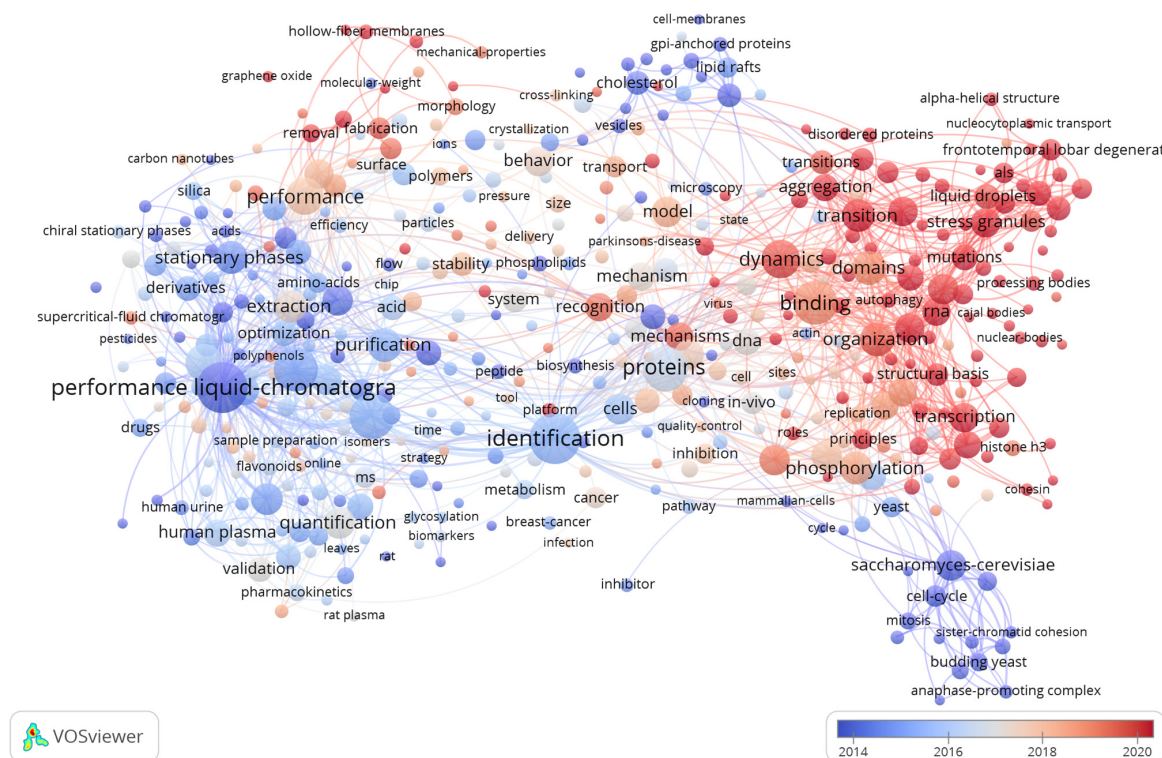 cell-membranes
hollow-fiber membranes
gpi-anchored proteins
mechanical-properties
lipid rafts
graphene oxide
molecular-weight
cholesterol
cross-linking
alpha-helical structure
morphology
nucleocytoplasmic transport
removal
fabrication
ions
crystallization
vesicles
disordered proteins
frontotemporal lobar degenerat
carbon nanotubes
surface
behavior
transport
transitions
als
silica
polymers
microscopy
aggregation
liquid droplets
performance
pressure
size
model
state
transition
stress granules
chiral stationary phases
acids
efficiency
particles
delivery
parkinsons-disease
stationary phases
flow
stability
phospholipids
mechanism
dynamics
domains
mutations
derivatives
amino-acids
chip
processing bodies
extraction
acid
system
recognition
virus
binding
autophagy
rna
cajal bodies
supercritical-fluid chromatogr
pesticides
optimization
purification
mechanisms
dna
actin
organization
nuclear-bodies
polyphenols
peptide
biosynthesis
proteins
cell
sites
structural basis
performance liquid-chromatogra
tool
platform
cells
cloning
in-vivo
replication
transcription
drugs
sample preparation
isomers
time
identification
quality-control
roles
principles
histone h3
flavonoids
online
strategy
inhibition
phosphorylation
ms
metabolism
cancer
cohesin
human urine
glycosylation
pathway
mammalian-cells
yeast
human plasma
quantification
biomarkers
breast-cancer
cycle
leaves
rat
infection
validation
saccharomyces-cerevisiae
pharmacokinetics
inhibitor
cell-cycle
rat plasma
mitosis
sister-chromatid cohesion
budding yeast
anaphase-promoting complex
VOSviewer
2014 2016 2018 2020